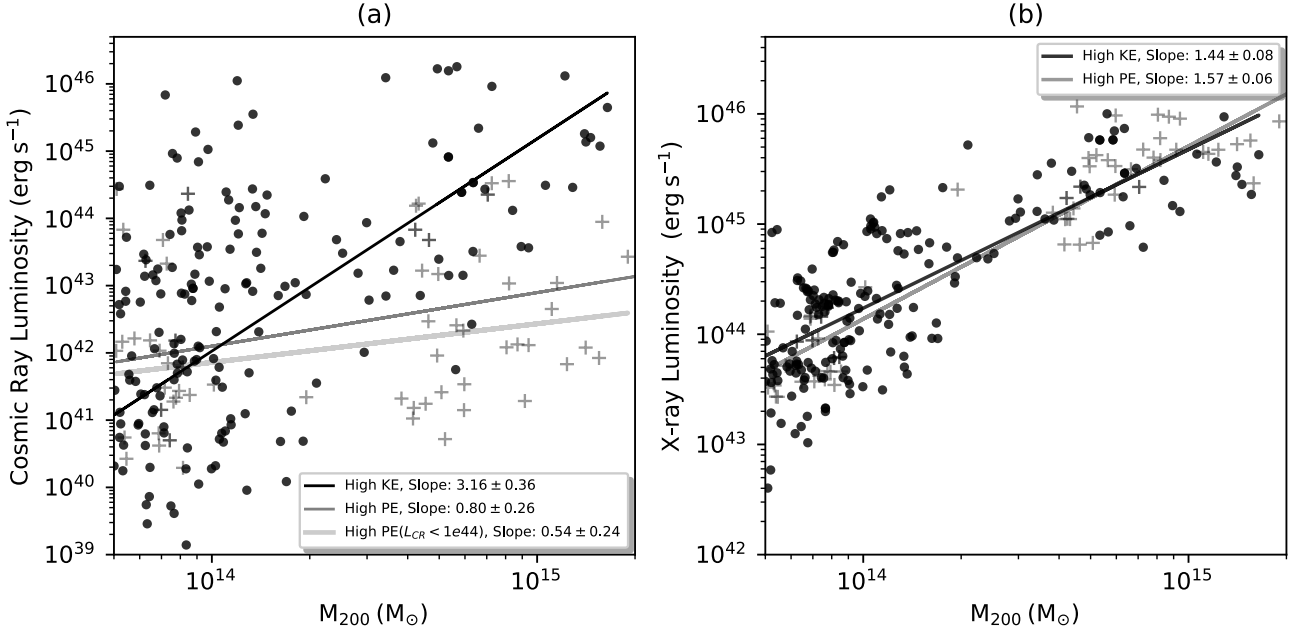 (a)
Cosmic Ray Luminosity (erg s⁻¹)
10⁴⁶
10⁴⁵
10⁴⁴
10⁴³
10⁴²
10⁴¹
10⁴⁰
10³⁹
High KE, Slope: 3.16 ± 0.36
High PE, Slope: 0.80 ± 0.26
High PE(L_CR < 1e44), Slope: 0.54 ± 0.24
10¹⁴
10¹⁵
M₂₀₀ (M☉)
(b)
X-ray Luminosity (erg s⁻¹)
10⁴⁶
10⁴⁵
10⁴⁴
10⁴³
10⁴²
High KE, Slope: 1.44 ± 0.08
High PE, Slope: 1.57 ± 0.06
10¹⁴
10¹⁵
M₂₀₀ (M☉)